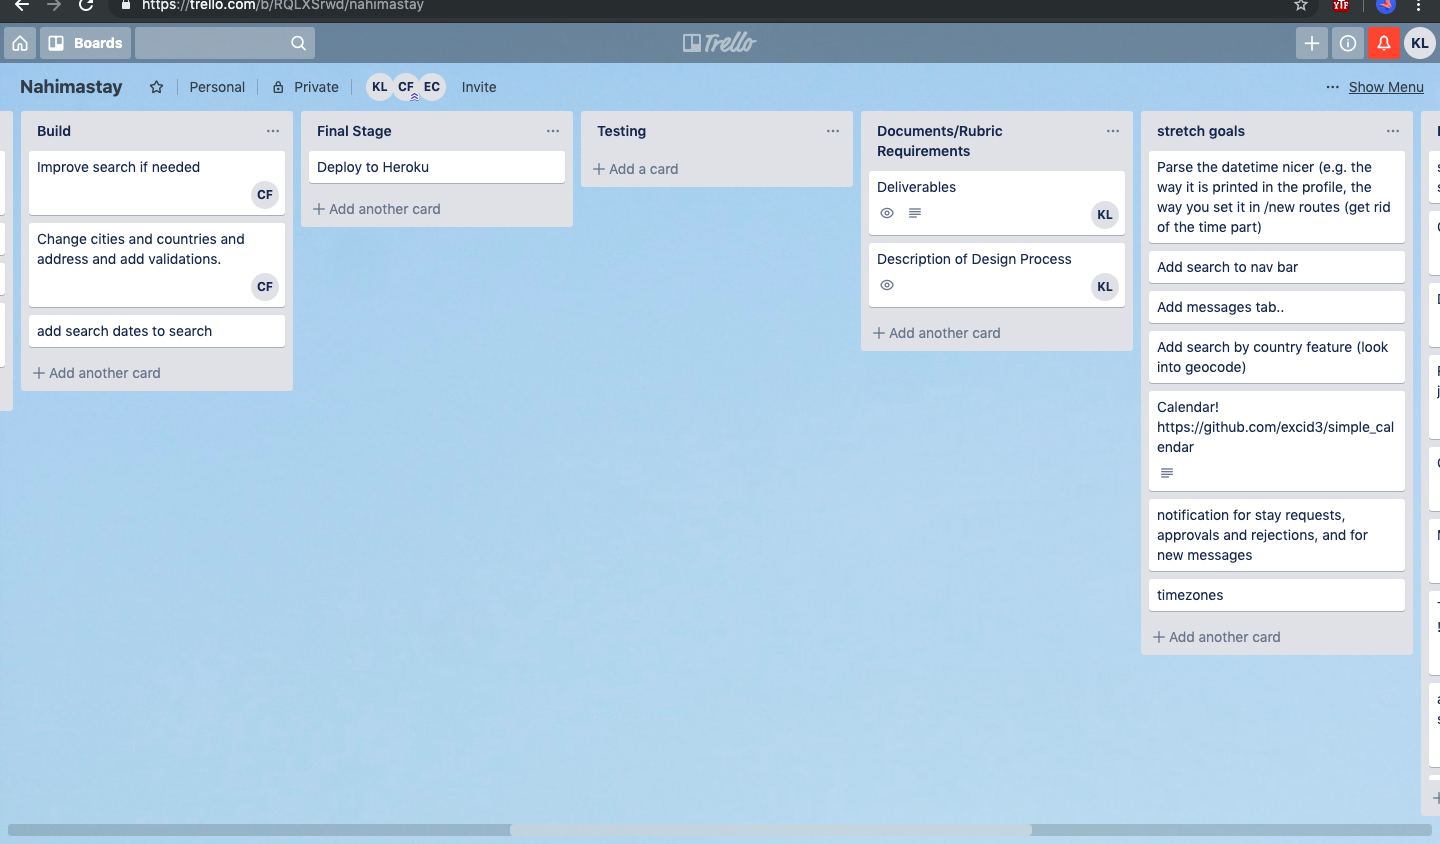 https://trello.com/b/RQLXSrwd/nahimastay
YTF
Boards
Trello
KL
Nahimastay
Personal
Private
KL CF EC
Invite
... Show Menu
Build
Improve search if needed
CF
Change cities and countries and
address and add validations.
CF
add search dates to search
+ Add another card
Final Stage
Deploy to Heroku
+ Add another card
Testing
+ Add a card
Documents/Rubric
Requirements
Deliverables
KL
Description of Design Process
KL
+ Add another card
stretch goals
Parse the datetime nicer (e.g. the
way it is printed in the profile, the
way you set it in /new routes (get rid
of the time part)
Add search to nav bar
Add messages tab..
Add search by country feature (look
into geocode)
Calendar!
https://github.com/excid3/simple_cal
endar
notification for stay requests,
approvals and rejections, and for
new messages
timezones
+ Add another card